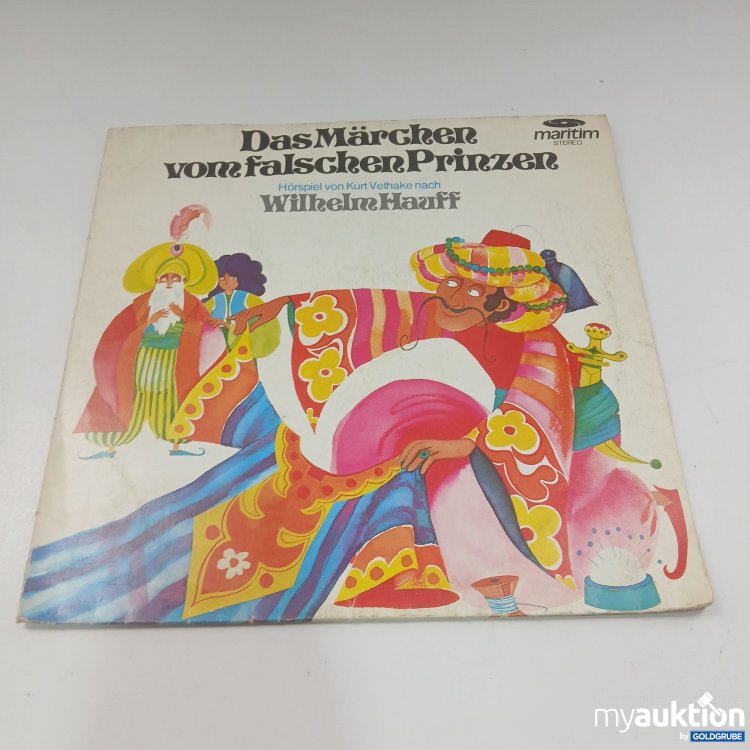 Das Märchen
vom falschen Prinzen
maritim
STEREO
Hörspiel von Kurt Vethake nach
Wilhelm Hauff
myauktion
by GOLDGRUBE